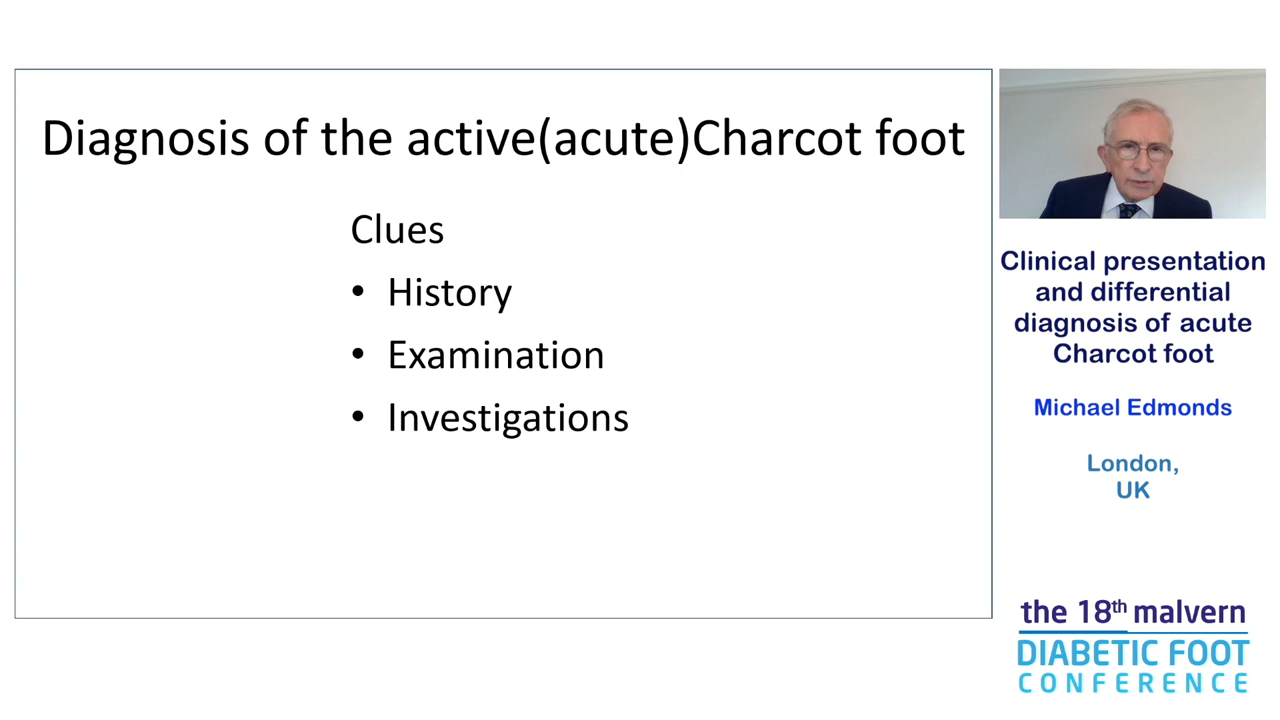 Diagnosis of the active(acute)Charcot foot
Clues
• History
• Examination
• Investigations
Clinical presentation
and differential
diagnosis of acute
Charcot foot
Michael Edmonds
London,
UK
the 18th malvern
DIABETIC FOOT
CONFERENCE